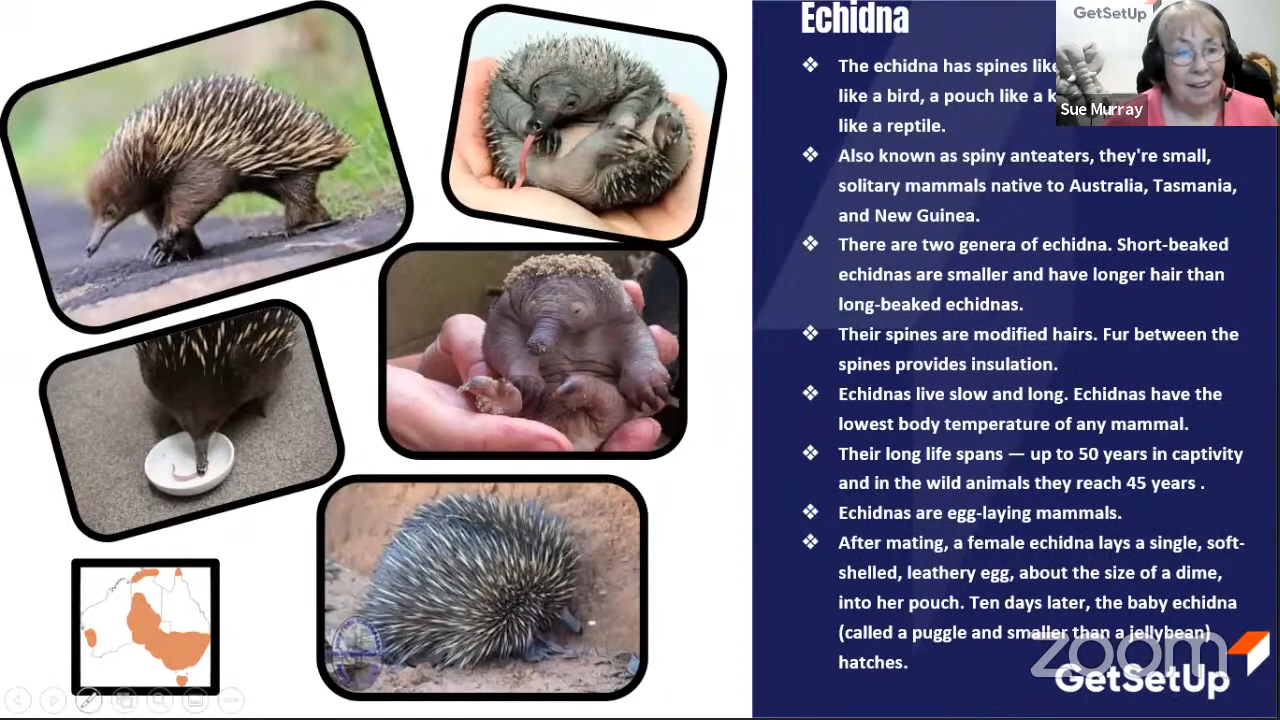 Echidna
GetSetUp
The echidna has spines like
like a bird, a pouch like a k
like a reptile.
Sue Murray
Also known as spiny anteaters, they're small,
solitary mammals native to Australia, Tasmania,
and New Guinea.
There are two genera of echidna. Short-beaked
echidnas are smaller and have longer hair than
long-beaked echidnas.
Their spines are modified hairs. Fur between the
spines provides insulation.
Echidnas live slow and long. Echidnas have the
lowest body temperature of any mammal.
Their long life spans — up to 50 years in captivity
and in the wild animals they reach 45 years .
Echidnas are egg-laying mammals.
After mating, a female echidna lays a single, soft-
shelled, leathery egg, about the size of a dime,
into her pouch. Ten days later, the baby echidna
(called a puggle and smaller than a jellybean)
hatches.
zoom
GetSetUp